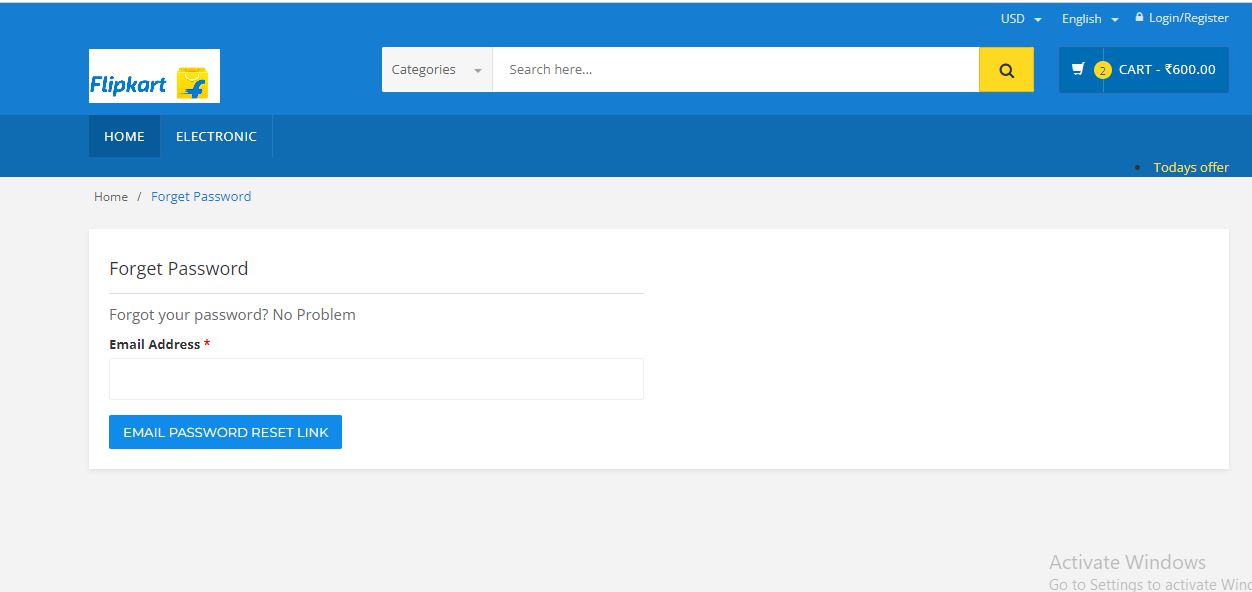 USD English Login/Register
Flipkart
Categories Search here... 2 CART - ₹600.00
HOME ELECTRONIC
Todays offer
Home / Forget Password
Forget Password
Forgot your password? No Problem
Email Address *
EMAIL PASSWORD RESET LINK
Activate Windows
Go to Settings to activate Wind